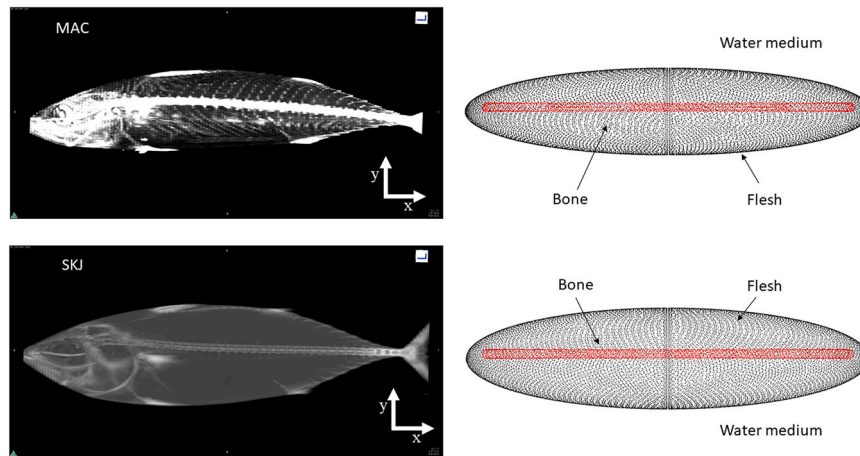 MAC
y
x
Water medium
Bone
Flesh
SKJ
y
x
Bone
Flesh
Water medium